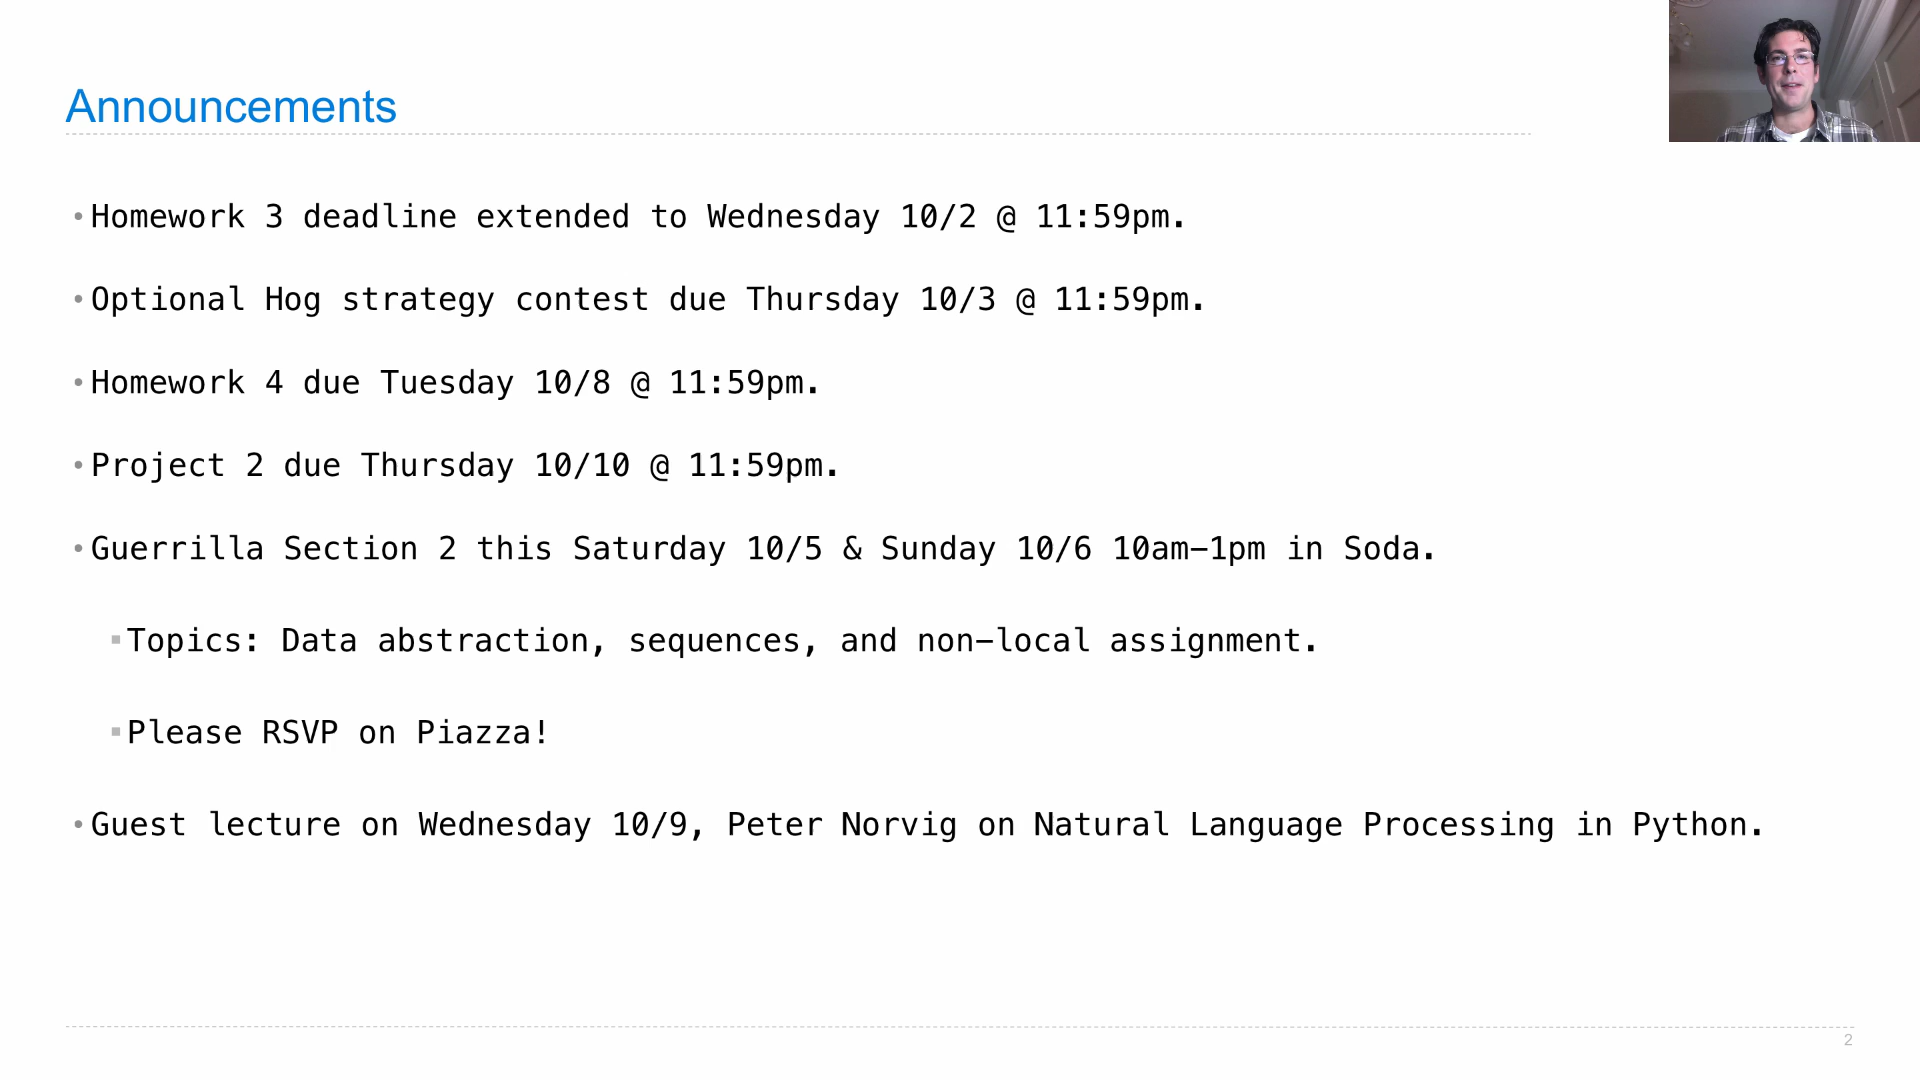 Announcements
•Homework 3 deadline extended to Wednesday 10/2 @ 11:59pm.
•Optional Hog strategy contest due Thursday 10/3 @ 11:59pm.
•Homework 4 due Tuesday 10/8 @ 11:59pm.
•Project 2 due Thursday 10/10 @ 11:59pm.
•Guerrilla Section 2 this Saturday 10/5 & Sunday 10/6 10am–1pm in Soda.
▪Topics: Data abstraction, sequences, and non–local assignment.
▪Please RSVP on Piazza!
•Guest lecture on Wednesday 10/9, Peter Norvig on Natural Language Processing in Python.
2